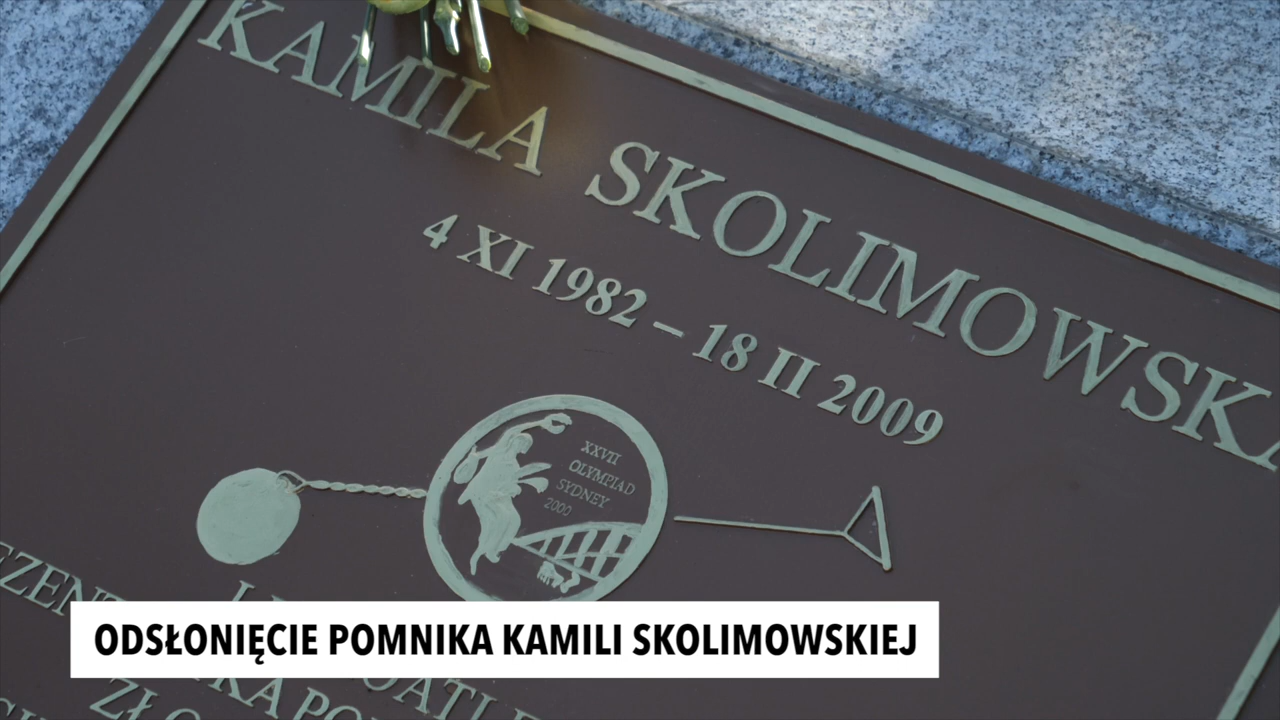 KAMILA SKOLIMOWSKA
4 XI 1982 – 18 II 2009
XXVII
OLYMPIAD
SYDNEY
2000
ODSŁONIĘCIE POMNIKA KAMILI SKOLIMOWSKIEJ